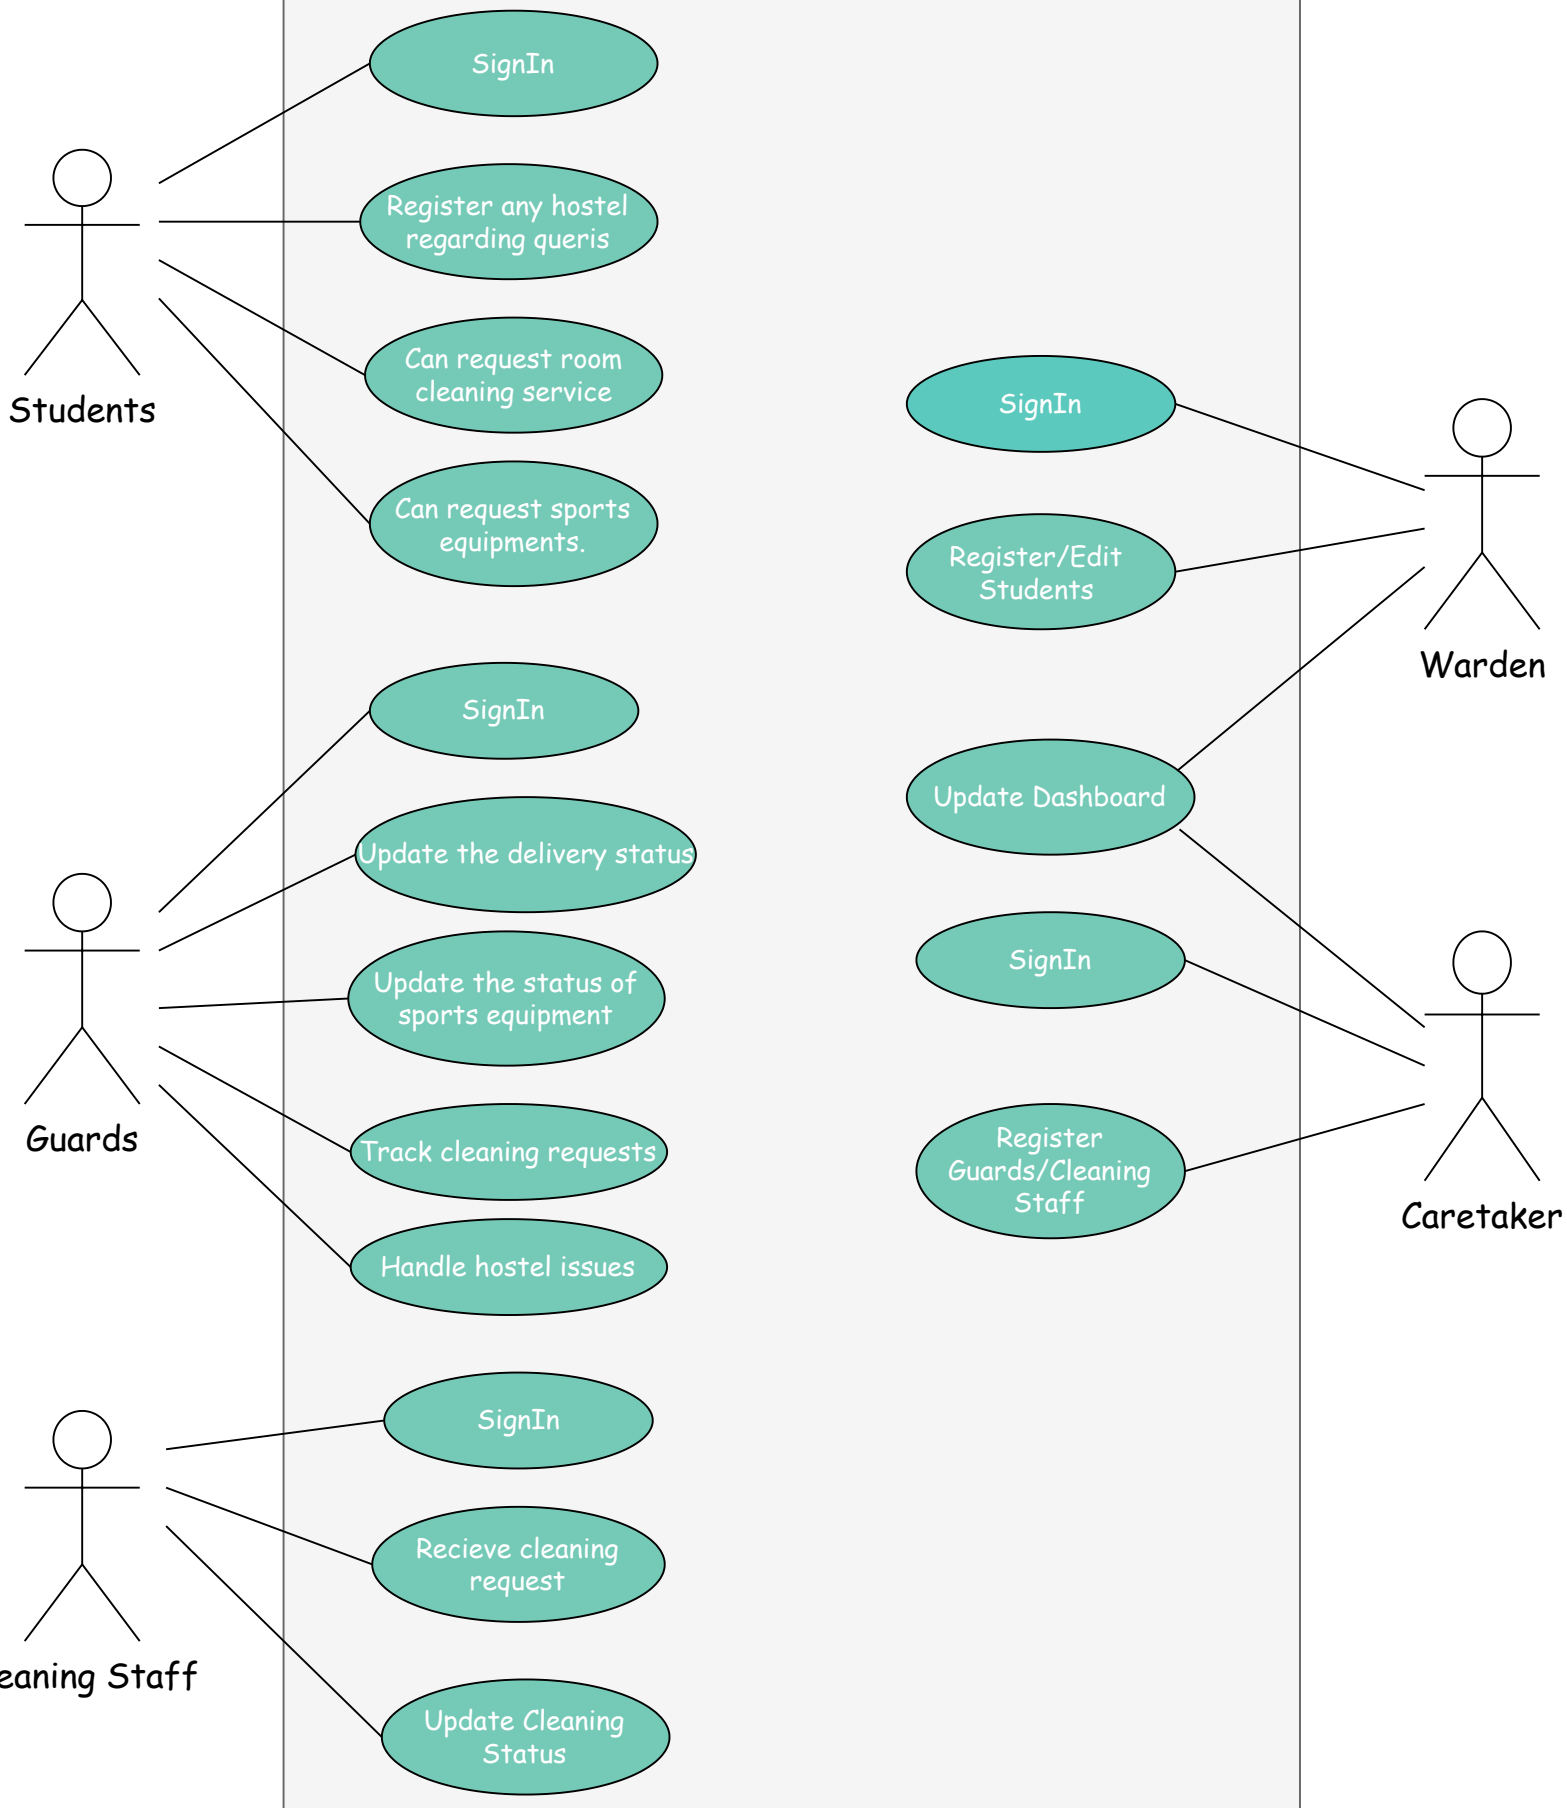 SignIn
Register any hostel
regarding queris
Can request room
cleaning service
Can request sports
equipments.
Students
SignIn
Update the delivery status
Update the status of
sports equipment
Track cleaning requests
Handle hostel issues
Guards
SignIn
Recieve cleaning
request
Update Cleaning
Status
eaning Staff
SignIn
Register/Edit
Students
Warden
Update Dashboard
SignIn
Register
Guards/Cleaning
Staff
Caretaker